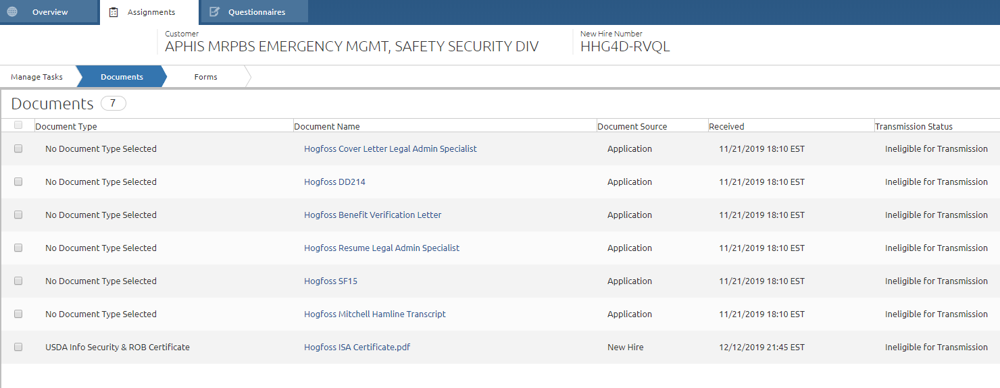 Overview Assignments Questionnaires
Customer New Hire Number
APHIS MRPBS EMERGENCY MGMT, SAFETY SECURITY DIV HHG4D-RVQL
Manage Tasks Documents Forms
Documents 7
Document Type Document Name Document Source Received Transmission Status
No Document Type Selected Hogfoss Cover Letter Legal Admin Specialist Application 11/21/2019 18:10 EST Ineligible for Transmission
No Document Type Selected Hogfoss DD214 Application 11/21/2019 18:10 EST Ineligible for Transmission
No Document Type Selected Hogfoss Benefit Verification Letter Application 11/21/2019 18:10 EST Ineligible for Transmission
No Document Type Selected Hogfoss Resume Legal Admin Specialist Application 11/21/2019 18:10 EST Ineligible for Transmission
No Document Type Selected Hogfoss SF15 Application 11/21/2019 18:10 EST Ineligible for Transmission
No Document Type Selected Hogfoss Mitchell Hamline Transcript Application 11/21/2019 18:10 EST Ineligible for Transmission
USDA Info Security & ROB Certificate Hogfoss ISA Certificate.pdf New Hire 12/12/2019 21:45 EST Ineligible for Transmission